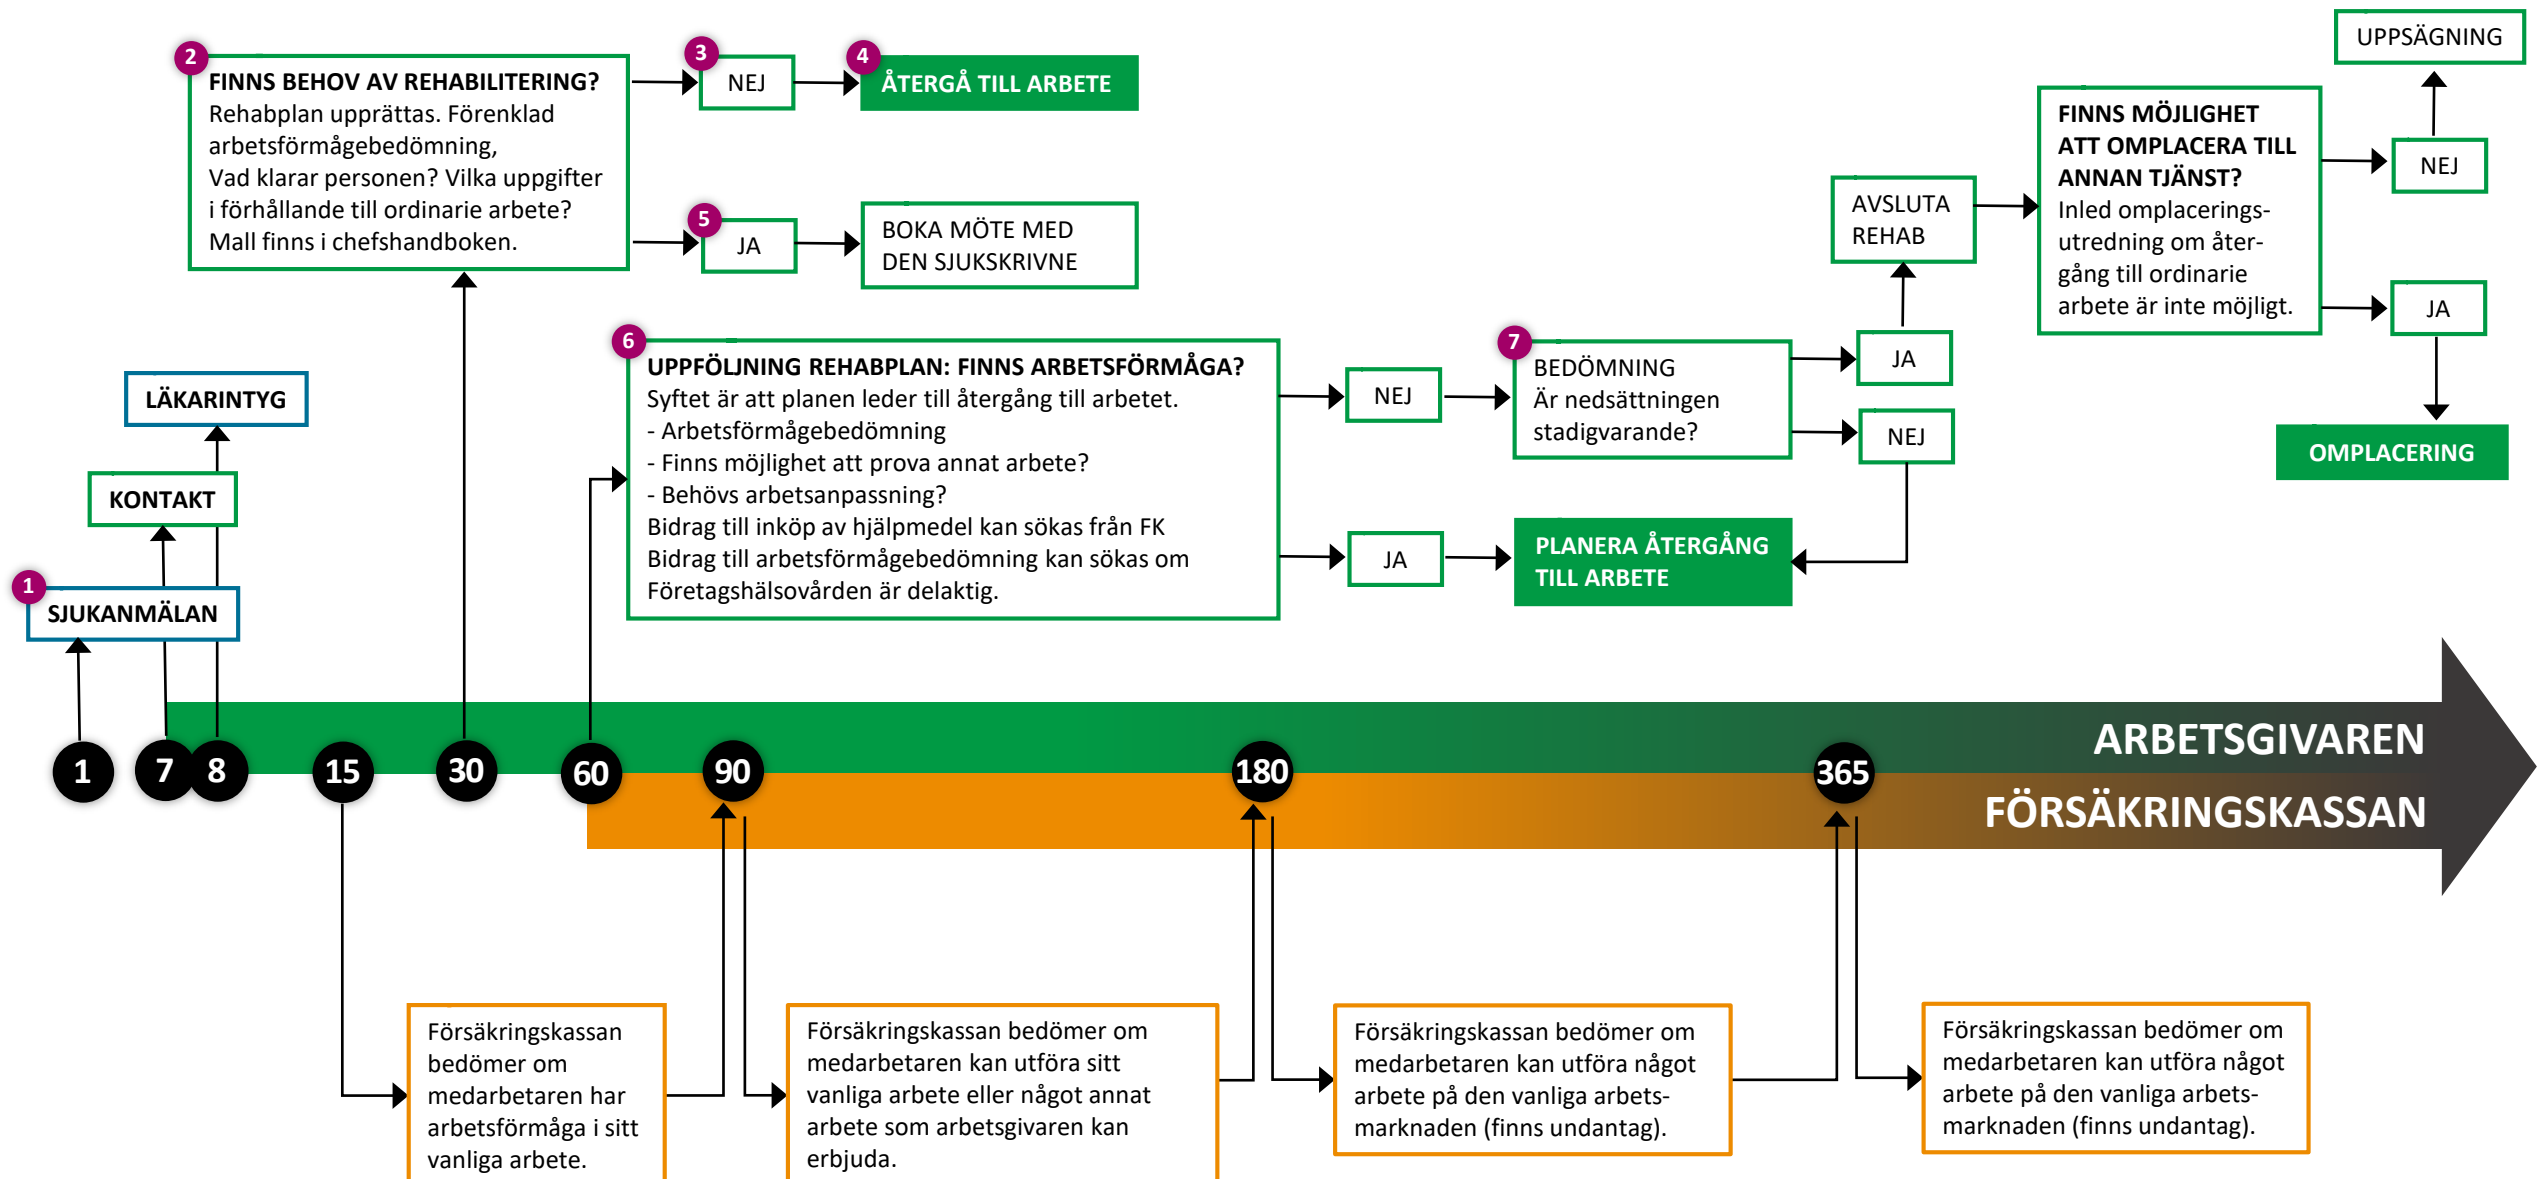 2
FINNS BEHOV AV REHABILITERING?
Rehabplan upprättas. Förenklad
arbetsförmågebedömning,
Vad klarar personen? Vilka uppgifter
i förhållande till ordinarie arbete?
Mall finns i chefshandboken.
3
NEJ
4
ÅTERGÅ TILL ARBETE
5
JA
BOKA MÖTE MED
DEN SJUKSKRIVNE
UPPSÄGNING
FINNS MÖJLIGHET
ATT OMPLACERA TILL
ANNAN TJÄNST?
Inled omplacerings-
utredning om åter-
gång till ordinarie
arbete är inte möjligt.
NEJ
JA
OMPLACERING
AVSLUTA
REHAB
6
UPPFÖLJNING REHABPLAN: FINNS ARBETSFÖRMÅGA?
Syftet är att planen leder till återgång till arbetet.
- Arbetsförmågebedömning
- Finns möjlighet att prova annat arbete?
- Behövs arbetsanpassning?
Bidrag till inköp av hjälpmedel kan sökas från FK
Bidrag till arbetsförmågebedömning kan sökas om
Företagshälsovården är delaktig.
NEJ
JA
7
BEDÖMNING
Är nedsättningen
stadigvarande?
JA
NEJ
PLANERA ÅTERGÅNG
TILL ARBETE
LÄKARINTYG
KONTAKT
1
SJUKANMÄLAN
ARBETSGIVAREN
1
7
8
15
30
60
90
180
365
FÖRSÄKRINGSKASSAN
Försäkringskassan
bedömer om
medarbetaren har
arbetsförmåga i sitt
vanliga arbete.
Försäkringskassan bedömer om
medarbetaren kan utföra sitt
vanliga arbete eller något annat
arbete som arbetsgivaren kan
erbjuda.
Försäkringskassan bedömer om
medarbetaren kan utföra något
arbete på den vanliga arbets-
marknaden (finns undantag).
Försäkringskassan bedömer om
medarbetaren kan utföra något
arbete på den vanliga arbets-
marknaden (finns undantag).